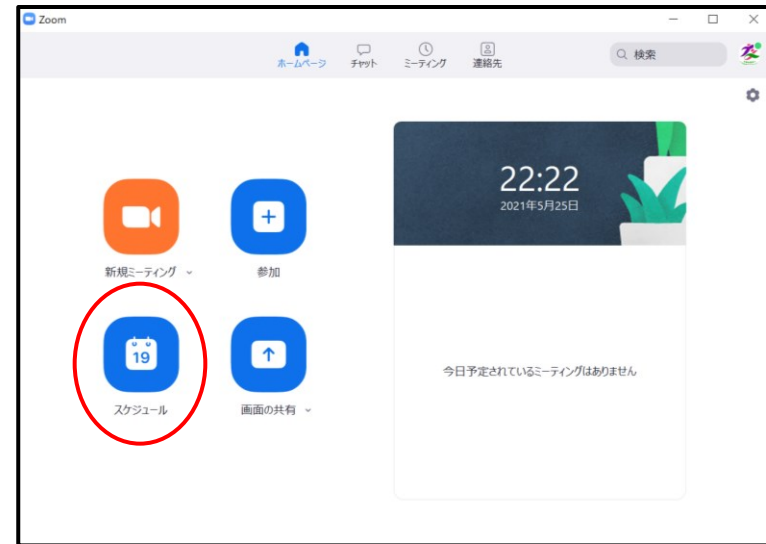 Zoom
ホームページ
チャット
ミーティング
連絡先
検索
22:22
2021年5月25日
新規ミーティング
参加
19
スケジュール
画面の共有
今日予定されているミーティングはありません